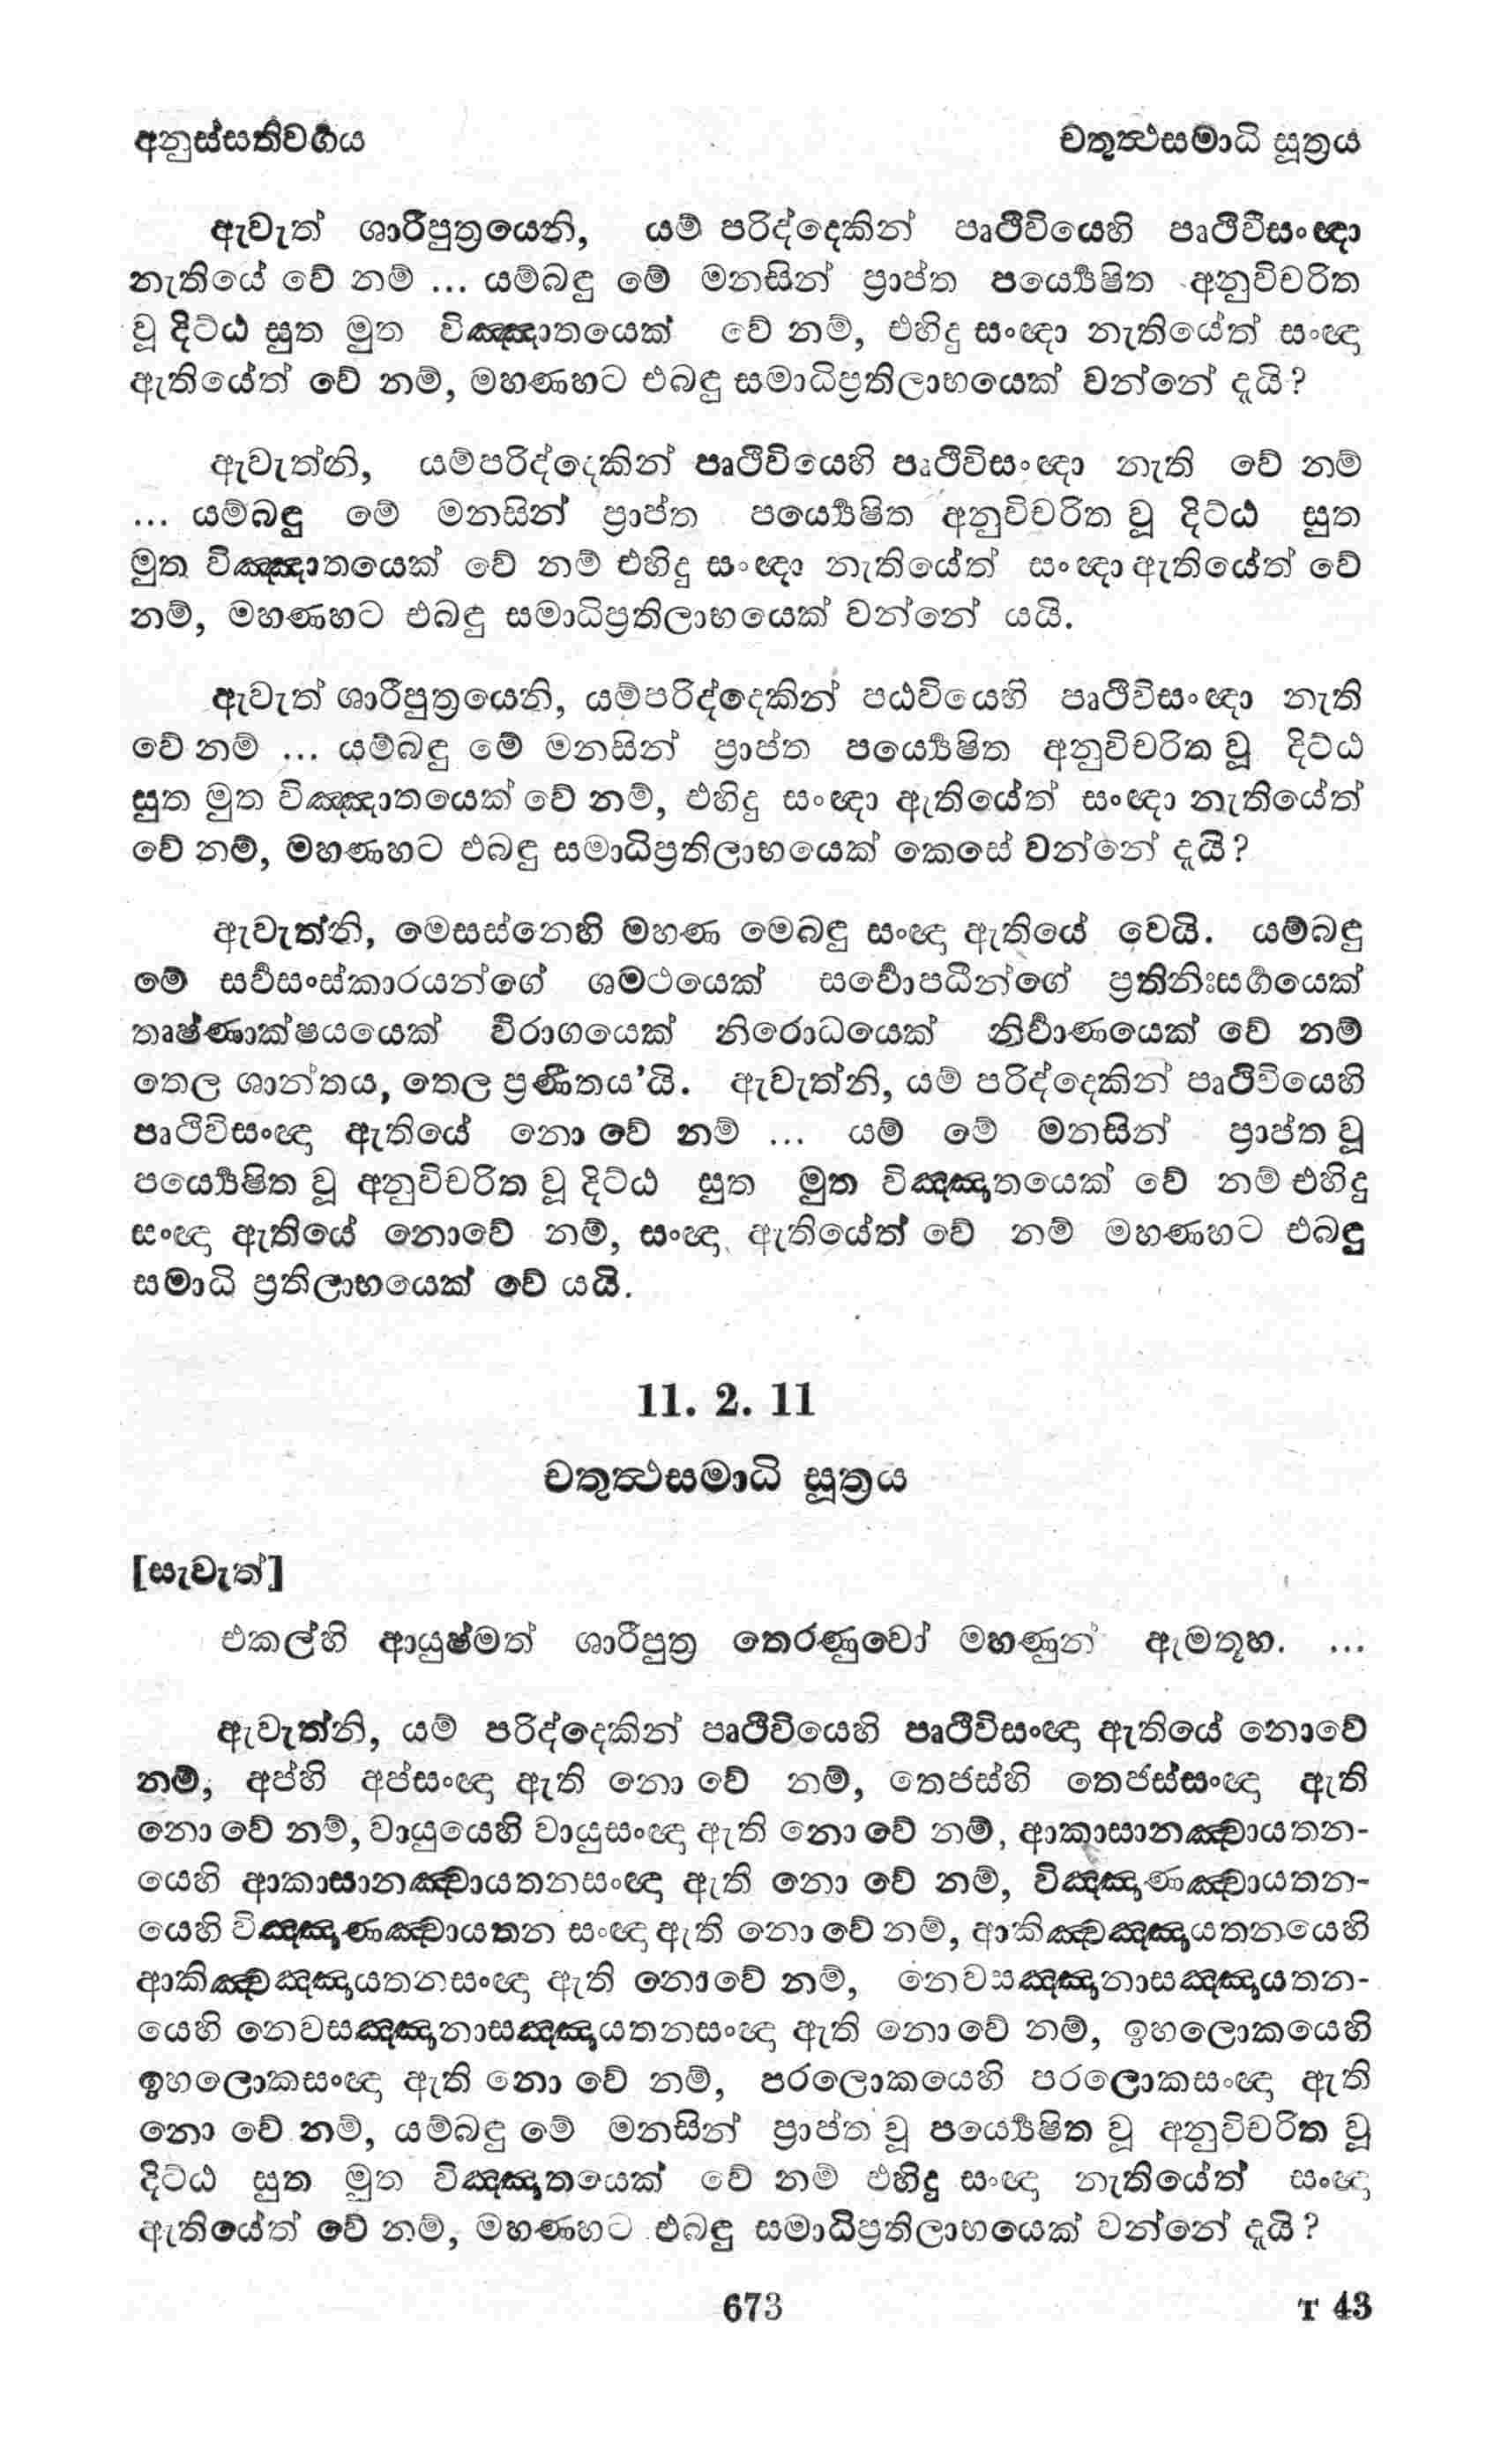 අනුස්සතිවර්‍ගය
චතුත්‍ථසමාධි සූත්‍රය
ඇවැත් ශාරීපුත්‍රයෙනි, යම් පරිද්දෙකින් පෘථිවියෙහි පෘථිවිසංඥා
නැතියේ වේ නම් ... යම්බඳු මේ මනසින් ප්‍රාප්ත පර්‍ය්‍යෙෂිත අනුවිචරිත
වූ දිට්ඨ සුත මුත විඤ්ඤාතයෙක් වේ නම්, එහිදු සංඥා නැතියේත් සංඥා
ඇතියේත් වේ නම්, මහණහට එබඳු සමාධිප්‍රතිලාභයෙක් වන්නේ දැයි?
ඇවැත්නි, යම්පරිද්දෙකින් පෘථිවියෙහි පෘථිවිසංඥා නැති වේ නම්
... යම්බඳු මේ මනසින් ප්‍රාප්ත පර්‍ය්‍යෙෂිත අනුවිචරිත වූ දිට්ඨ සුත
මුත විඤ්ඤාතයෙක් වේ නම් එහිදු සංඥා නැතියේත් සංඥා ඇතියේත් වේ
නම්, මහණහට එබඳු සමාධිප්‍රතිලාභයෙක් වන්නේ යයි.
ඇවැත් ශාරීපුත්‍රයෙනි, යම්පරිද්දෙකින් පඨවියෙහි පෘථිවිසංඥා නැති
වේ නම් ... යම්බඳු මේ මනසින් ප්‍රාප්ත පර්‍ය්‍යෙෂිත අනුවිචරිත වූ දිට්ඨ
සුත මුත විඤ්ඤාතයෙක් වේ නම්, එහිදු සංඥා ඇතියේත් සංඥා නැතියේත්
වේ නම්, මහණහට එබඳු සමාධිප්‍රතිලාභයෙක් කෙසේ වන්නේ දැයි?
ඇවැත්නි, මෙසස්නෙහි මහණ මෙබඳු සංඥා ඇතියේ වෙයි. යම්බඳු
මේ සර්‍වසංස්කාරයන්ගේ ශමථයෙක් සර්‍වොපධීන්ගේ ප්‍රතිනිඃසර්‍ගයෙක්
තෘෂ්ණාක්ෂයයෙක් විරාගයෙක් නිරොධයෙක් නිර්‍වාණයෙක් වේ නම්
තෙල ශාන්තය, තෙල ප්‍රණීතය’යි. ඇවැත්නි, යම් පරිද්දෙකින් පෘථිවියෙහි
පෘථිවිසංඥා ඇතියේ නො වේ නම් ... යම් මේ මනසින් ප්‍රාප්ත වූ
පර්‍ය්‍යෙෂිත වූ අනුවිචරිත වූ දිට්ඨ සුත මුත විඤ්ඤාතයෙක් වේ නම් එහිදු
සංඥා ඇතියේ නොවේ නම්, සංඥා ඇතියේත් වේ නම් මහණහට එබඳු
සමාධි ප්‍රතිලාභයෙක් වේ යයි.
11. 2. 11
චතුත්‍ථසමාධි සූත්‍රය
[සැවැත්]
එකල්හි ආයුෂ්මත් ශාරීපුත්‍ර තෙරණුවෝ මහණුන් ඇමතූහ. ...
ඇවැත්නි, යම් පරිද්දෙකින් පෘථිවියෙහි පෘථිවිසංඥා ඇතියේ නොවේ
නම්, අප්හි අප්සංඥා ඇති නො වේ නම්, තෙජස්හි තෙජස්සංඥා ඇති
නො වේ නම්, වායුයෙහි වායුසංඥා ඇති නො වේ නම්, ආකාසානඤ්චායතන-
යෙහි ආකාසානඤ්චායතනසංඥා ඇති නො වේ නම්, විඤ්ඤාණඤ්චායතන-
යෙහි විඤ්ඤාණඤ්චායතන සංඥා ඇති නො වේ නම්, ආකිඤ්චඤ්ඤායතනයෙහි
ආකිඤ්චඤ්ඤායතනසංඥා ඇති නොවේ නම්, නෙවසඤ්ඤානාසඤ්ඤායතන-
යෙහි නෙවසඤ්ඤානාසඤ්ඤායතනසංඥා ඇති නො වේ නම්, ඉහලොකයෙහි
ඉහලොකසංඥා ඇති නො වේ නම්, පරලොකයෙහි පරලොකසංඥා ඇති
නො වේ නම්, යම්බඳු මේ මනසින් ප්‍රාප්ත වූ පර්‍ය්‍යෙෂිත වූ අනුවිචරිත වූ
දිට්ඨ සුත මුත විඤ්ඤාතයෙක් වේ නම් එහිදු සංඥා නැතියේත් සංඥා
ඇතියේත් වේ නම්, මහණහට එබඳු සමාධිප්‍රතිලාභයෙක් වන්නේ දැයි?
673
T 43